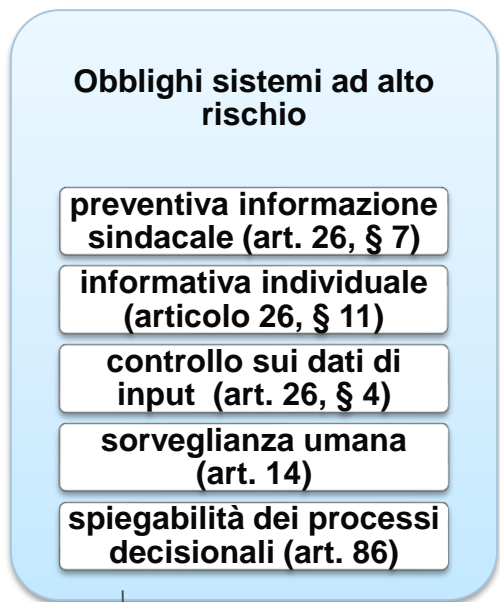 Obblighi sistemi ad alto
rischio
preventiva informazione
sindacale (art. 26, § 7)
informativa individuale
(articolo 26, § 11)
controllo sui dati di
input (art. 26, § 4)
sorveglianza umana
(art. 14)
spiegabilità dei processi
decisionali (art. 86)